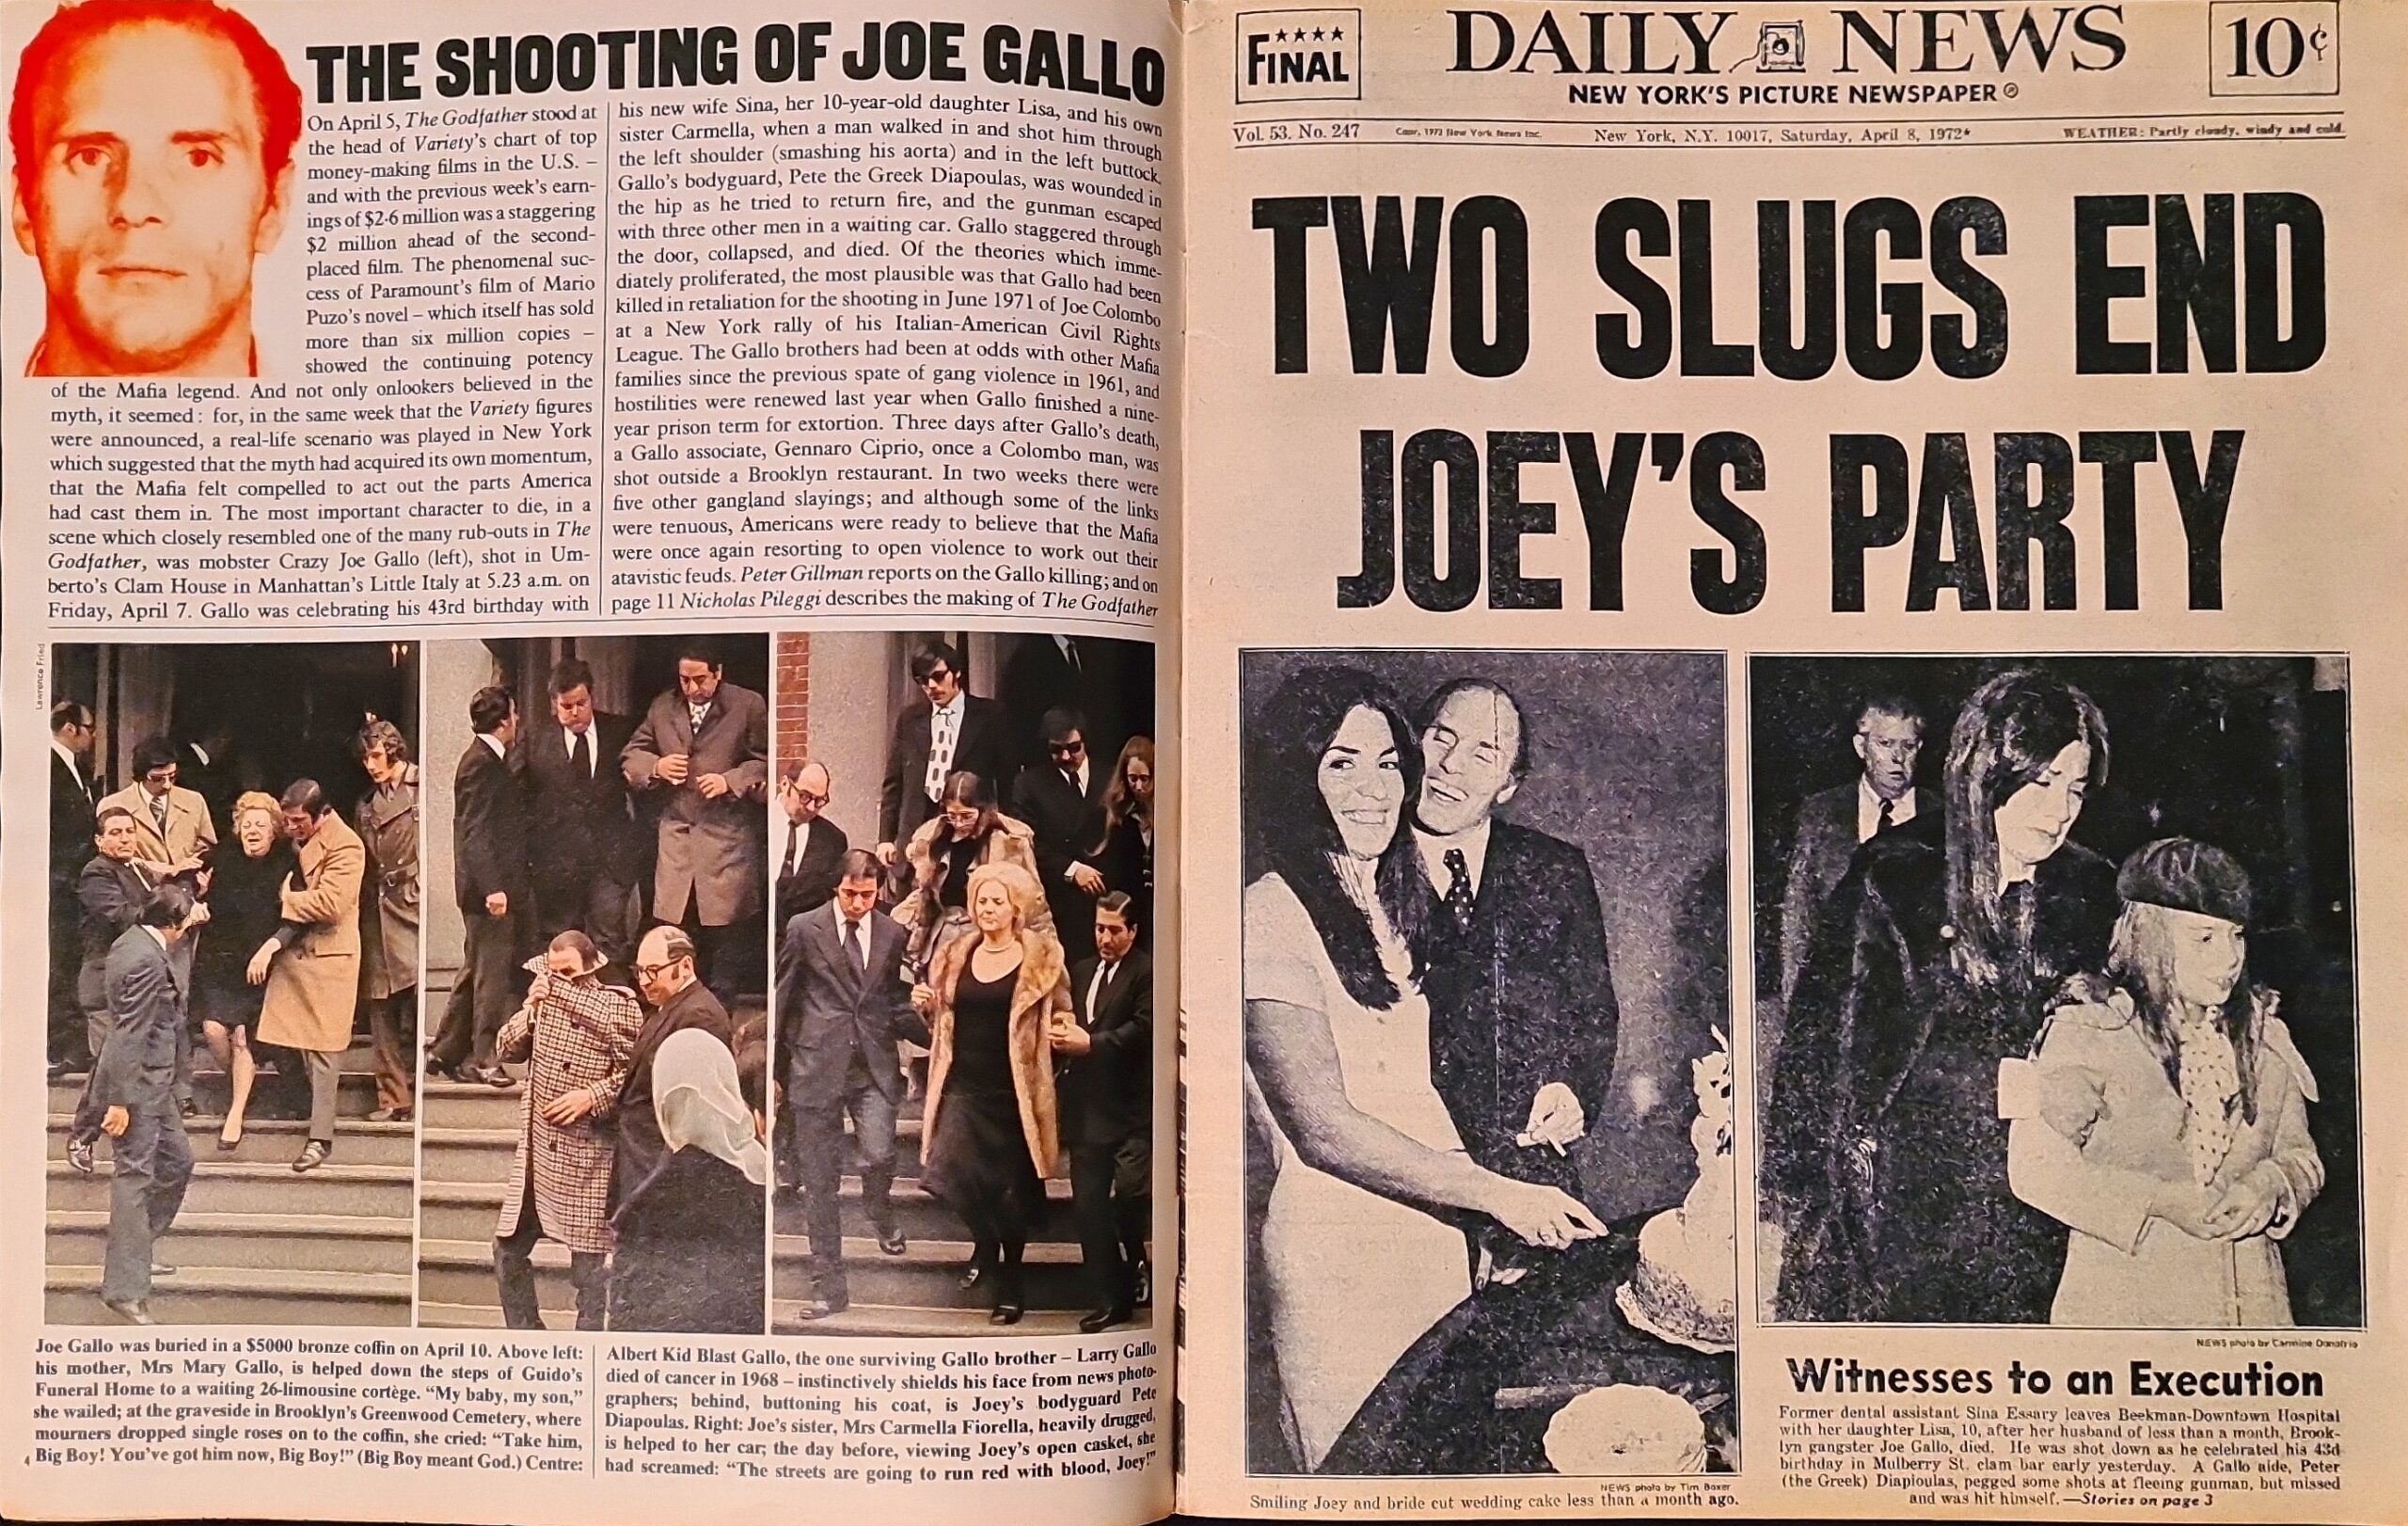 THE SHOOTING OF JOE GALLO
On April 5, The Godfather stood at
the head of Variety's chart of top
money-making films in the U.S. –
and with the previous week's earn-
ings of $2·6 million was a staggering
$2 million ahead of the second-
placed film. The phenomenal suc-
cess of Paramount's film of Mario
Puzo's novel – which itself has sold
more than six million copies –
showed the continuing potency
of the Mafia legend. And not only onlookers believed in the
myth, it seemed: for, in the same week that the Variety figures
were announced, a real-life scenario was played in New York
which suggested that the myth had acquired its own momentum,
that the Mafia felt compelled to act out the parts America
had cast them in. The most important character to die, in a
scene which closely resembled one of the many rub-outs in The
Godfather, was mobster Crazy Joe Gallo (left), shot in Um-
berto's Clam House in Manhattan's Little Italy at 5.23 a.m. on
Friday, April 7. Gallo was celebrating his 43rd birthday with
his new wife Sina, her 10-year-old daughter Lisa, and his own
sister Carmella, when a man walked in and shot him through
the left shoulder (smashing his aorta) and in the left buttock.
Gallo's bodyguard, Pete the Greek Diapoulas, was wounded in
the hip as he tried to return fire, and the gunman escaped
with three other men in a waiting car. Gallo staggered through
the door, collapsed, and died. Of the theories which imme-
diately proliferated, the most plausible was that Gallo had been
killed in retaliation for the shooting in June 1971 of Joe Colombo
at a New York rally of his Italian-American Civil Rights
League. The Gallo brothers had been at odds with other Mafia
families since the previous spate of gang violence in 1961, and
hostilities were renewed last year when Gallo finished a nine-
year prison term for extortion. Three days after Gallo's death,
a Gallo associate, Gennaro Ciprio, once a Colombo man, was
shot outside a Brooklyn restaurant. In two weeks there were
five other gangland slayings; and although some of the links
were tenuous, Americans were ready to believe that the Mafia
were once again resorting to open violence to work out their
atavistic feuds. Peter Gillman reports on the Gallo killing; and on
page 11 Nicholas Pileggi describes the making of The Godfather
Lawrence Fried
Joe Gallo was buried in a $5000 bronze coffin on April 10. Above left:
his mother, Mrs Mary Gallo, is helped down the steps of Guido's
Funeral Home to a waiting 26-limousine cortège. “My baby, my son,”
she wailed; at the graveside in Brooklyn's Greenwood Cemetery, where
mourners dropped single roses on to the coffin, she cried: “Take him,
Big Boy! You've got him now, Big Boy!” (Big Boy meant God.) Centre:
4
Albert Kid Blast Gallo, the one surviving Gallo brother – Larry Gallo
died of cancer in 1968 – instinctively shields his face from news photo-
graphers; behind, buttoning his coat, is Joey's bodyguard Pete
Diapoulas. Right: Joe's sister, Mrs Carmella Fiorella, heavily drugged,
is helped to her car; the day before, viewing Joey's open casket, she
had screamed: “The streets are going to run red with blood, Joey!”
★★★★
FINAL
DAILY NEWS
NEW YORK'S PICTURE NEWSPAPER ®
10¢
Vol. 53. No. 247 Copr. 1972 New York News Inc. New York, N.Y. 10017, Saturday, April 8, 1972* WEATHER: Partly cloudy, windy and cold.
TWO SLUGS END
JOEY'S PARTY
NEWS photo by Tim Boxer
Smiling Joey and bride cut wedding cake less than a month ago.
NEWS photo by Carmine Donofrio
Witnesses to an Execution
Former dental assistant Sina Essary leaves Beekman-Downtown Hospital
with her daughter Lisa, 10, after her husband of less than a month, Brook-
lyn gangster Joe Gallo, died. He was shot down as he celebrated his 43d
birthday in Mulberry St. clam bar early yesterday. A Gallo aide, Peter
(the Greek) Diapioulas, pegged some shots at fleeing gunman, but missed
and was hit himself. —Stories on page 3